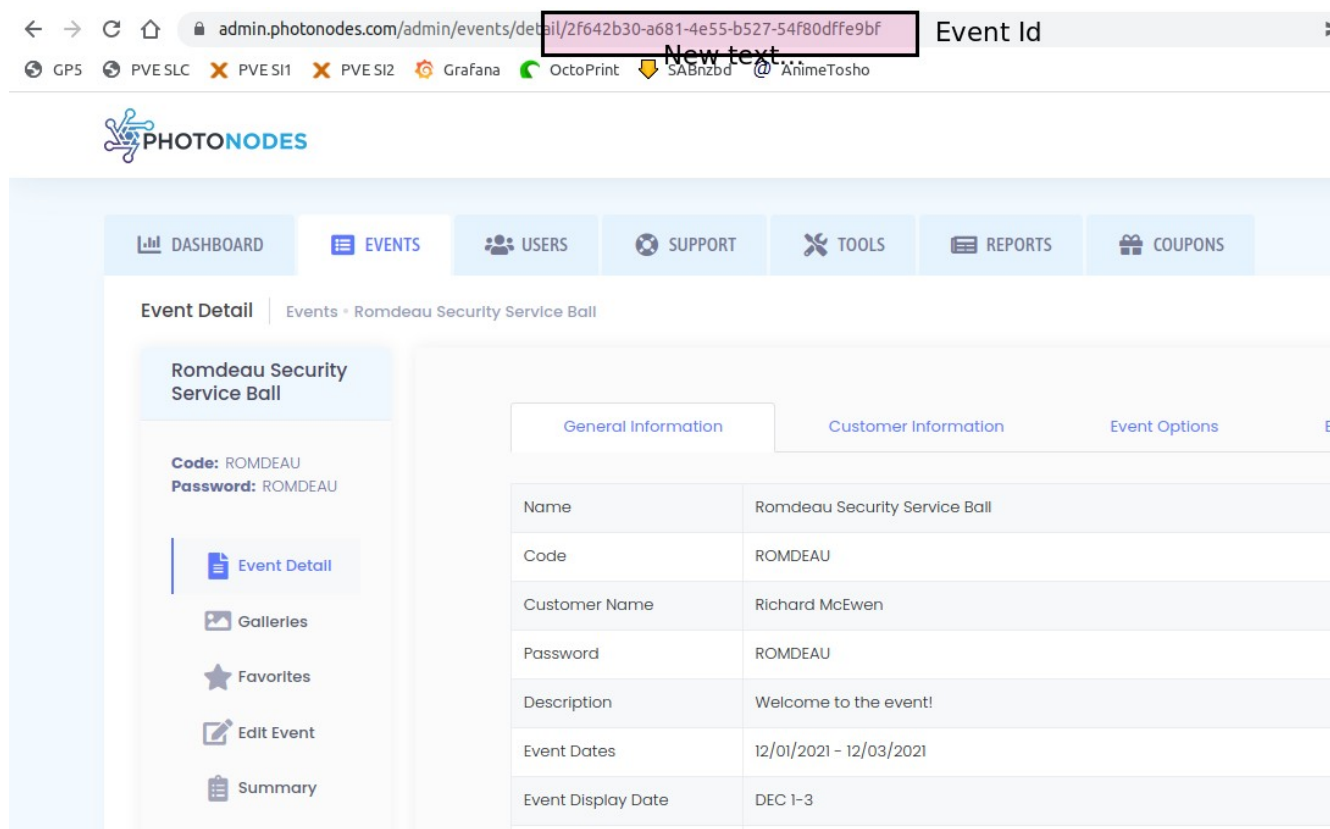 admin.photonodes.com/admin/events/detail/2f642b30-a681-4e55-b527-54f80dffe9bf Event Id
New text...
GP5 PVE SLC PVE SI1 PVE SI2 Grafana OctoPrint SABnzbd @ AnimeTosho
PHOTONODES
DASHBOARD EVENTS USERS SUPPORT TOOLS REPORTS COUPONS
Event Detail Events • Romdeau Security Service Ball
Romdeau Security
Service Ball
Code: ROMDEAU
Password: ROMDEAU
Event Detail
Galleries
Favorites
Edit Event
Summary
General Information Customer Information Event Options
Name Romdeau Security Service Ball
Code ROMDEAU
Customer Name Richard McEwen
Password ROMDEAU
Description Welcome to the event!
Event Dates 12/01/2021 - 12/03/2021
Event Display Date DEC 1-3